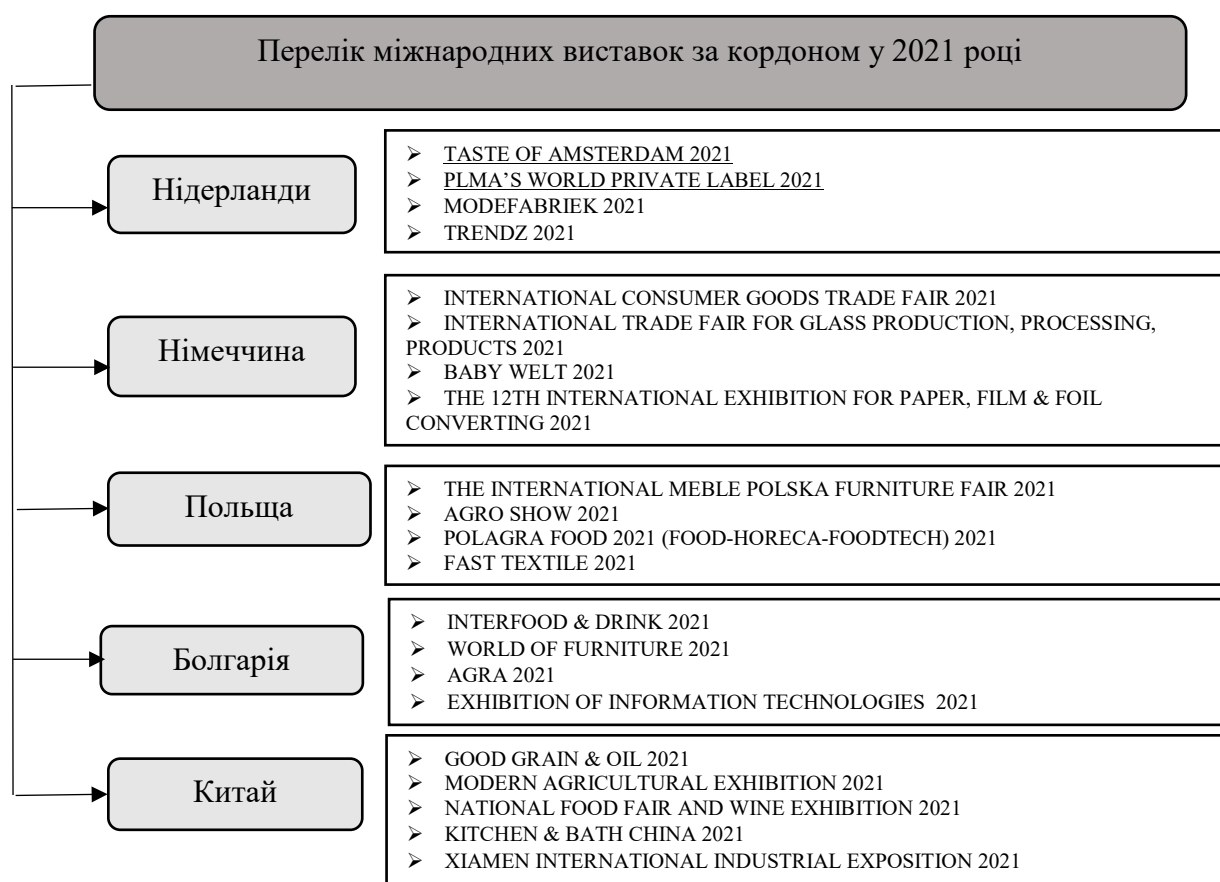 Перелік міжнародних виставок за кордоном у 2021 році
Нідерланди
➢ TASTE OF AMSTERDAM 2021
➢ PLMA’S WORLD PRIVATE LABEL 2021
➢ MODEFABRIEK 2021
➢ TRENDZ 2021
Німеччина
➢ INTERNATIONAL CONSUMER GOODS TRADE FAIR 2021
➢ INTERNATIONAL TRADE FAIR FOR GLASS PRODUCTION, PROCESSING,
PRODUCTS 2021
➢ BABY WELT 2021
➢ THE 12TH INTERNATIONAL EXHIBITION FOR PAPER, FILM & FOIL
CONVERTING 2021
Польща
➢ THE INTERNATIONAL MEBLE POLSKA FURNITURE FAIR 2021
➢ AGRO SHOW 2021
➢ POLAGRA FOOD 2021 (FOOD-HORECA-FOODTECH) 2021
➢ FAST TEXTILE 2021
Болгарія
➢ INTERFOOD & DRINK 2021
➢ WORLD OF FURNITURE 2021
➢ AGRA 2021
➢ EXHIBITION OF INFORMATION TECHNOLOGIES 2021
Китай
➢ GOOD GRAIN & OIL 2021
➢ MODERN AGRICULTURAL EXHIBITION 2021
➢ NATIONAL FOOD FAIR AND WINE EXHIBITION 2021
➢ KITCHEN & BATH CHINA 2021
➢ XIAMEN INTERNATIONAL INDUSTRIAL EXPOSITION 2021